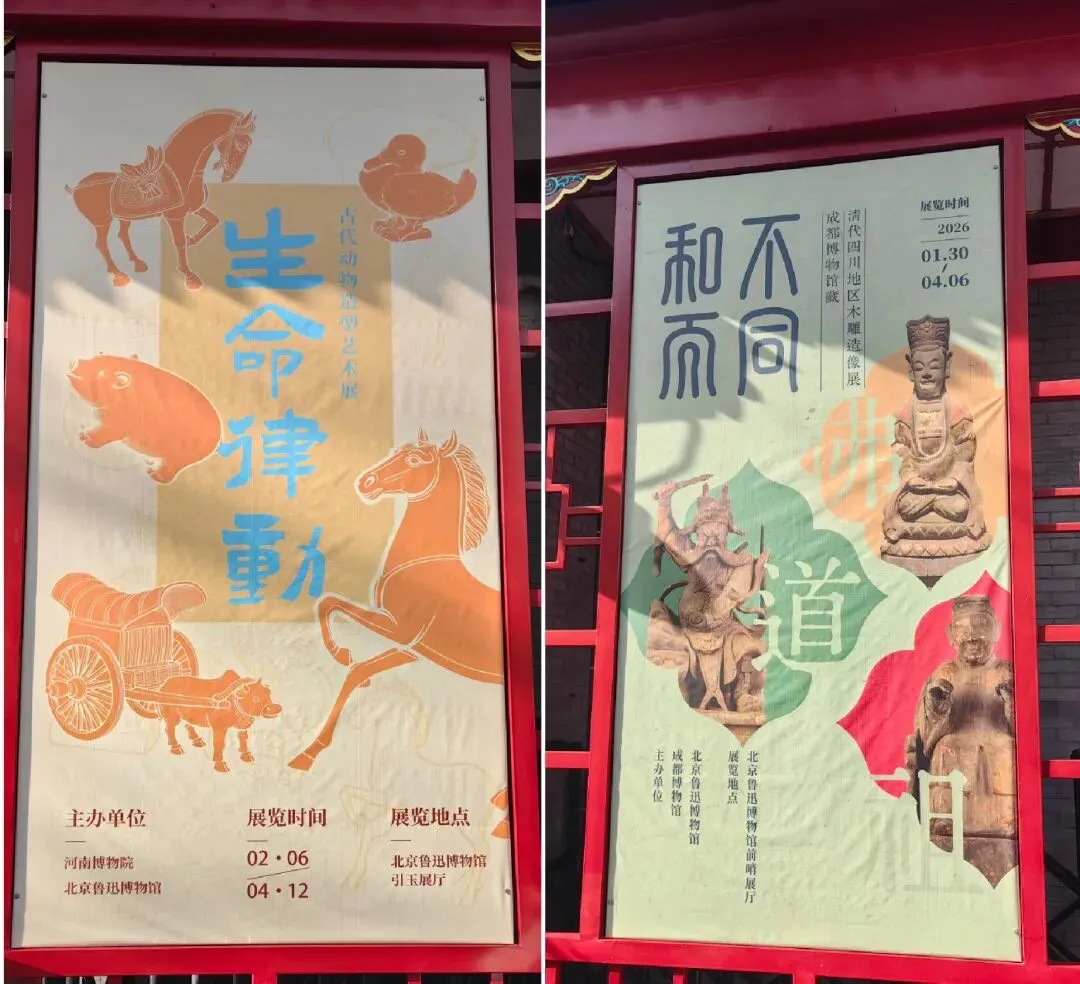 生命律動
古代动物造型艺术展
主办单位
河南博物院
北京鲁迅博物馆
展览时间
02·06
04·12
展览地点
北京鲁迅博物馆
引玉展厅
不同
和而
清代四川地区木雕造像展
成都博物馆藏
展览时间
2026
01.30
04.06
佛
道
祖
北京鲁迅博物馆前哨展厅
展览地点
北京鲁迅博物馆
成都博物馆
主办单位